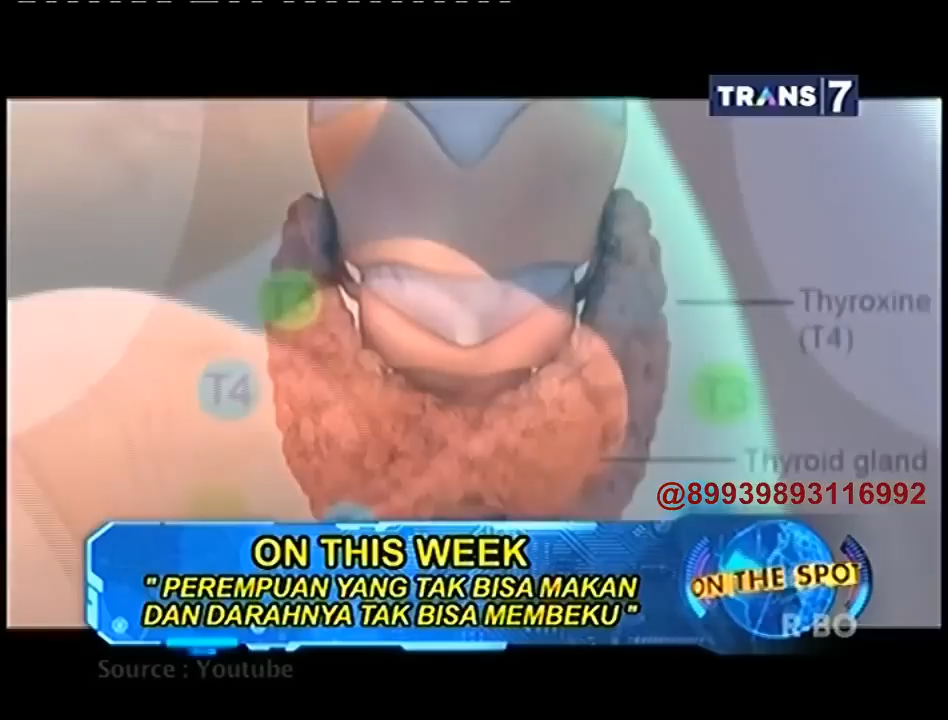 TRANS|7
Thyroxine
(T4)
T4
T3
Thyroid gland
@89939893116992
ON THIS WEEK
" PEREMPUAN YANG TAK BISA MAKAN
DAN DARAHNYA TAK BISA MEMBEKU "
ON THE SPOT
R-BO
Source : Youtube